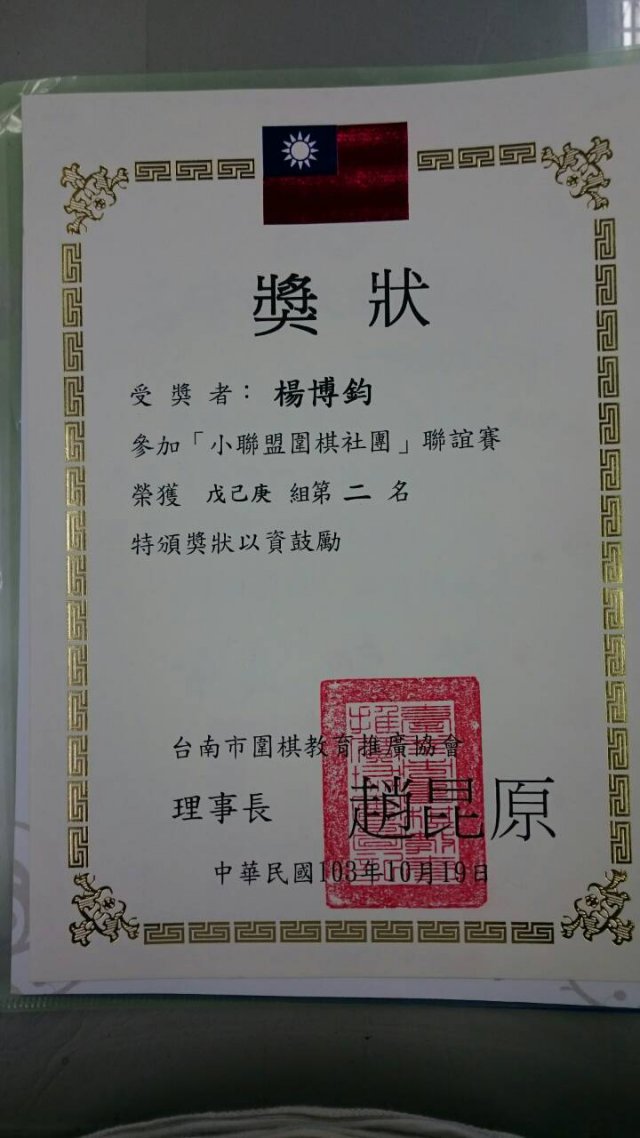 獎狀
受獎者：楊博鈞
參加「小聯盟圍棋社團」聯誼賽
榮獲 戊己庚 組第 二 名
特頒獎狀以資鼓勵
台南市圍棋教育推廣協會
理事長 趙昆原
中華民國103年10月19日